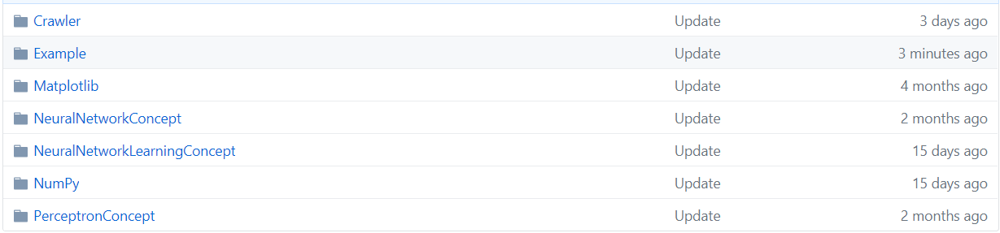 Crawler Update 3 days ago
Example Update 3 minutes ago
Matplotlib Update 4 months ago
NeuralNetworkConcept Update 2 months ago
NeuralNetworkLearningConcept Update 15 days ago
NumPy Update 15 days ago
PerceptronConcept Update 2 months ago